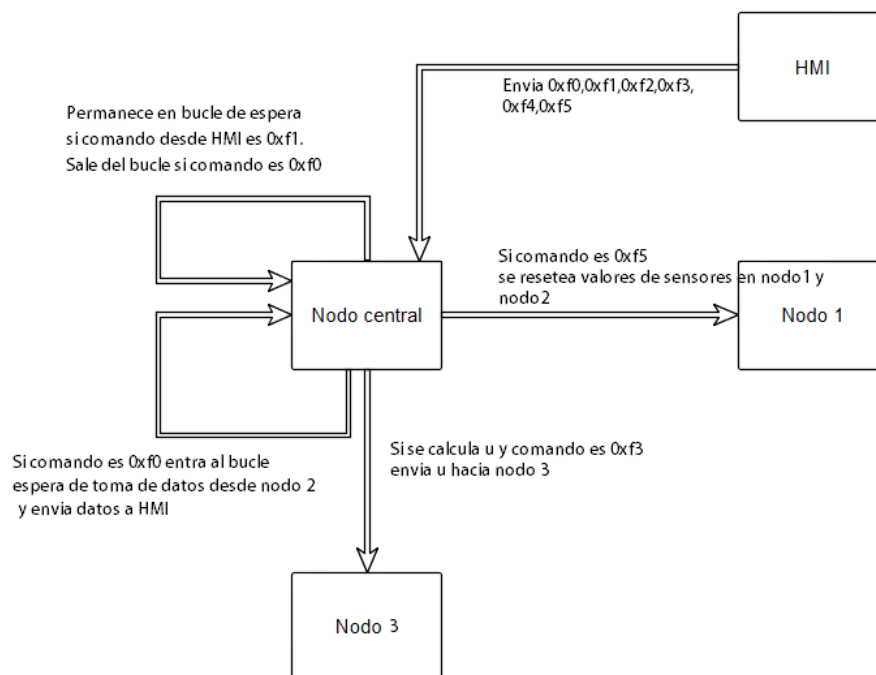 HMI
Envia 0xf0,0xf1,0xf2,0xf3,
0xf4,0xf5
Permanece en bucle de espera
si comando desde HMI es 0xf1.
Sale del bucle si comando es 0xf0
Si comando es 0xf5
se resetea valores de sensores en nodo1 y
nodo2
Nodo central
Nodo 1
Si comando es 0xf0 entra al bucle
espera de toma de datos desde nodo 2
y envia datos a HMI
Si se calcula u y comando es 0xf3
envia u hacia nodo 3
Nodo 3